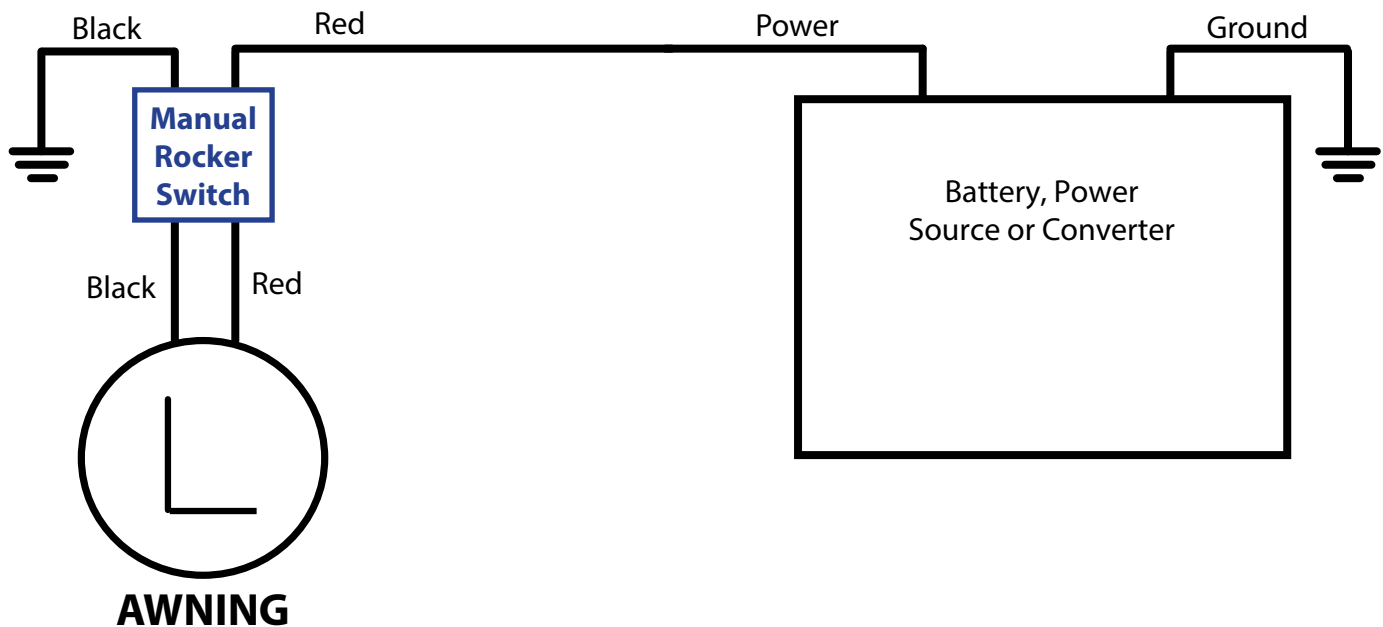 Black
Red
Power
Ground
Manual
Rocker
Switch
Battery, Power
Source or Converter
Black
Red
AWNING